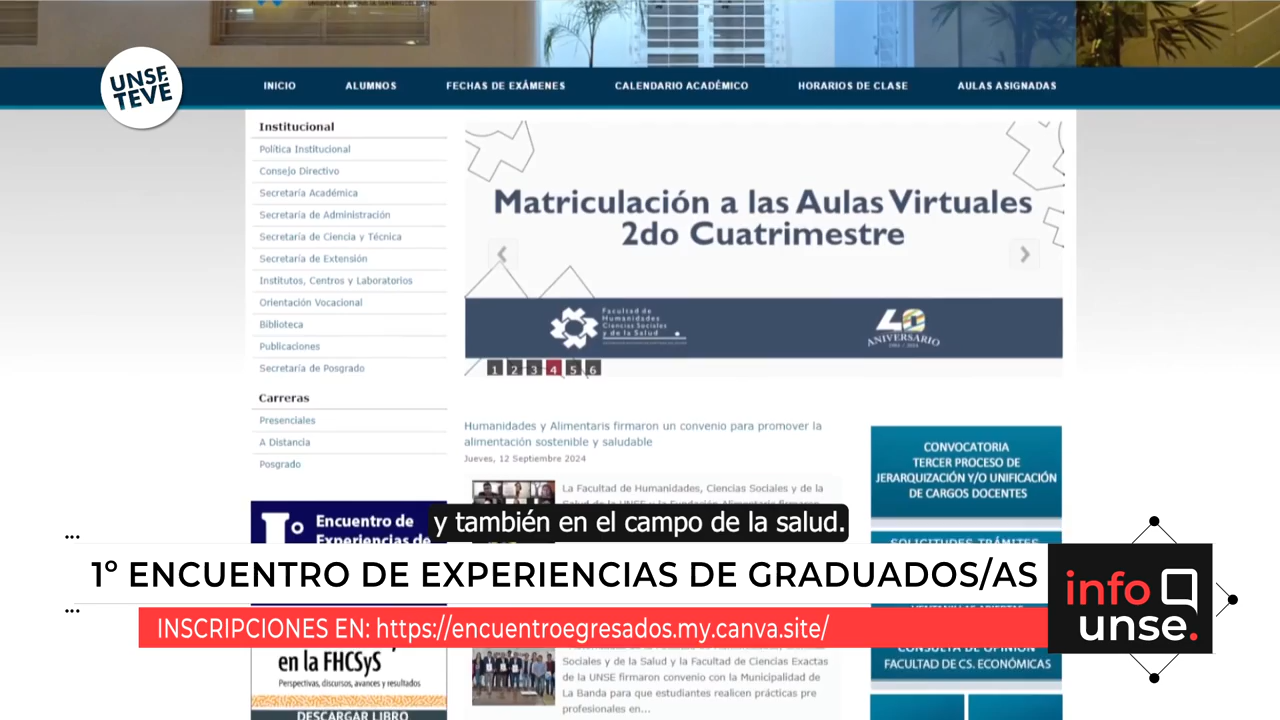 UNSE
TEVE
INICIO
ALUMNOS
FECHAS DE EXÁMENES
CALENDARIO ACADÉMICO
HORARIOS DE CLASE
AULAS ASIGNADAS
Institucional
Política Institucional
Consejo Directivo
Secretaría Académica
Secretaría de Administración
Secretaría de Ciencia y Técnica
Secretaría de Extensión
Institutos, Centros y Laboratorios
Orientación Vocacional
Biblioteca
Publicaciones
Secretaría de Posgrado
Carreras
Presenciales
A Distancia
Posgrado
Matriculación a las Aulas Virtuales
2do Cuatrimestre
Facultad de
Humanidades
Ciencias Sociales
y de la Salud
40
ANIVERSARIO
1 2 3 4 5 6
Humanidades y Alimentaris firmaron un convenio para promover la
alimentación sostenible y saludable
Jueves, 12 Septiembre 2024
La Facultad de Humanidades, Ciencias Sociales y de la
CONVOCATORIA
TERCER PROCESO DE
JERARQUIZACIÓN Y/O UNIFICACIÓN
DE CARGOS DOCENTES
SOLICITUDES TRÁMITES
Iº Encuentro de
Experiencias de
y también en el campo de la salud.
1º ENCUENTRO DE EXPERIENCIAS DE GRADUADOS/AS
INSCRIPCIONES EN: https://encuentroegresados.my.canva.site/
info
unse.
en la FHCSyS
Perspectivas, discursos, avances y resultados
DESCARGAR LIBRO
Sociales y de la Salud y la Facultad de Ciencias Exactas
de la UNSE firmaron convenio con la Municipalidad de
La Banda para que estudiantes realicen prácticas pre
profesionales en...
CONSULTA DE OPINIÓN
FACULTAD DE CS. ECONÓMICAS